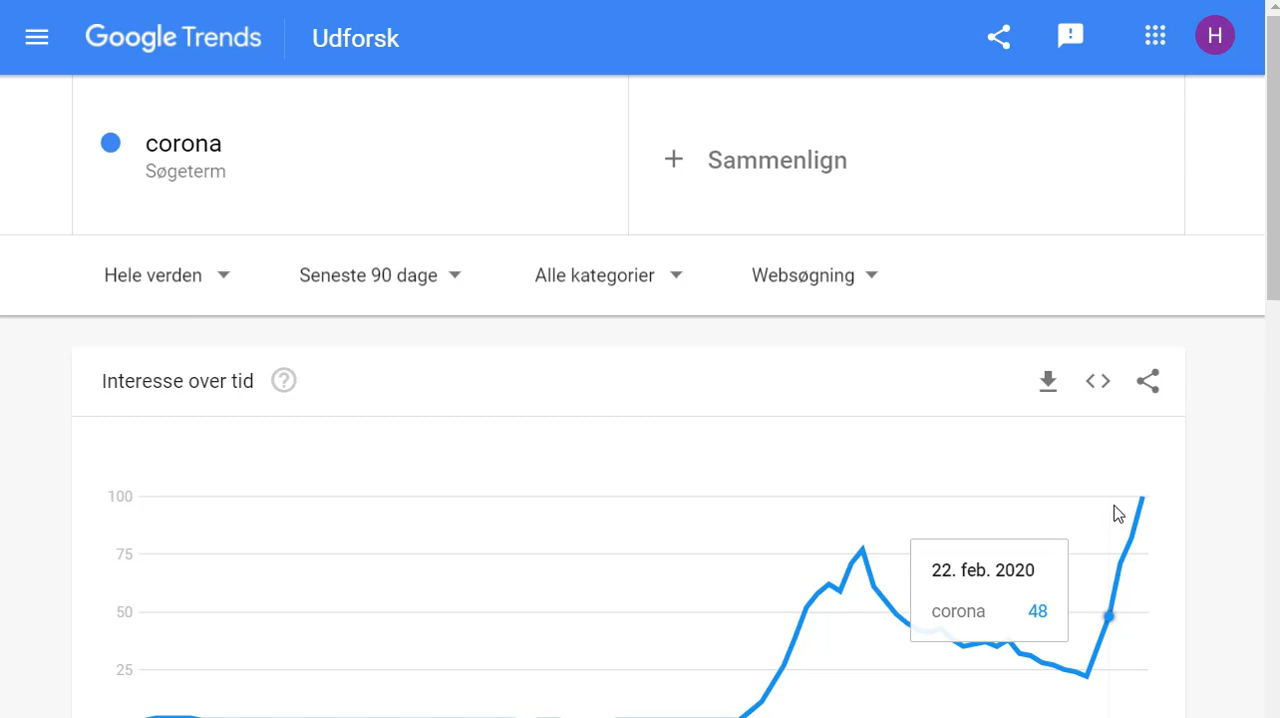 Google Trends Udforsk H
corona
Søgeterm
+ Sammenlign
Hele verden Seneste 90 dage Alle kategorier Websøgning
Interesse over tid ?
100
75
22. feb. 2020
50
corona 48
25